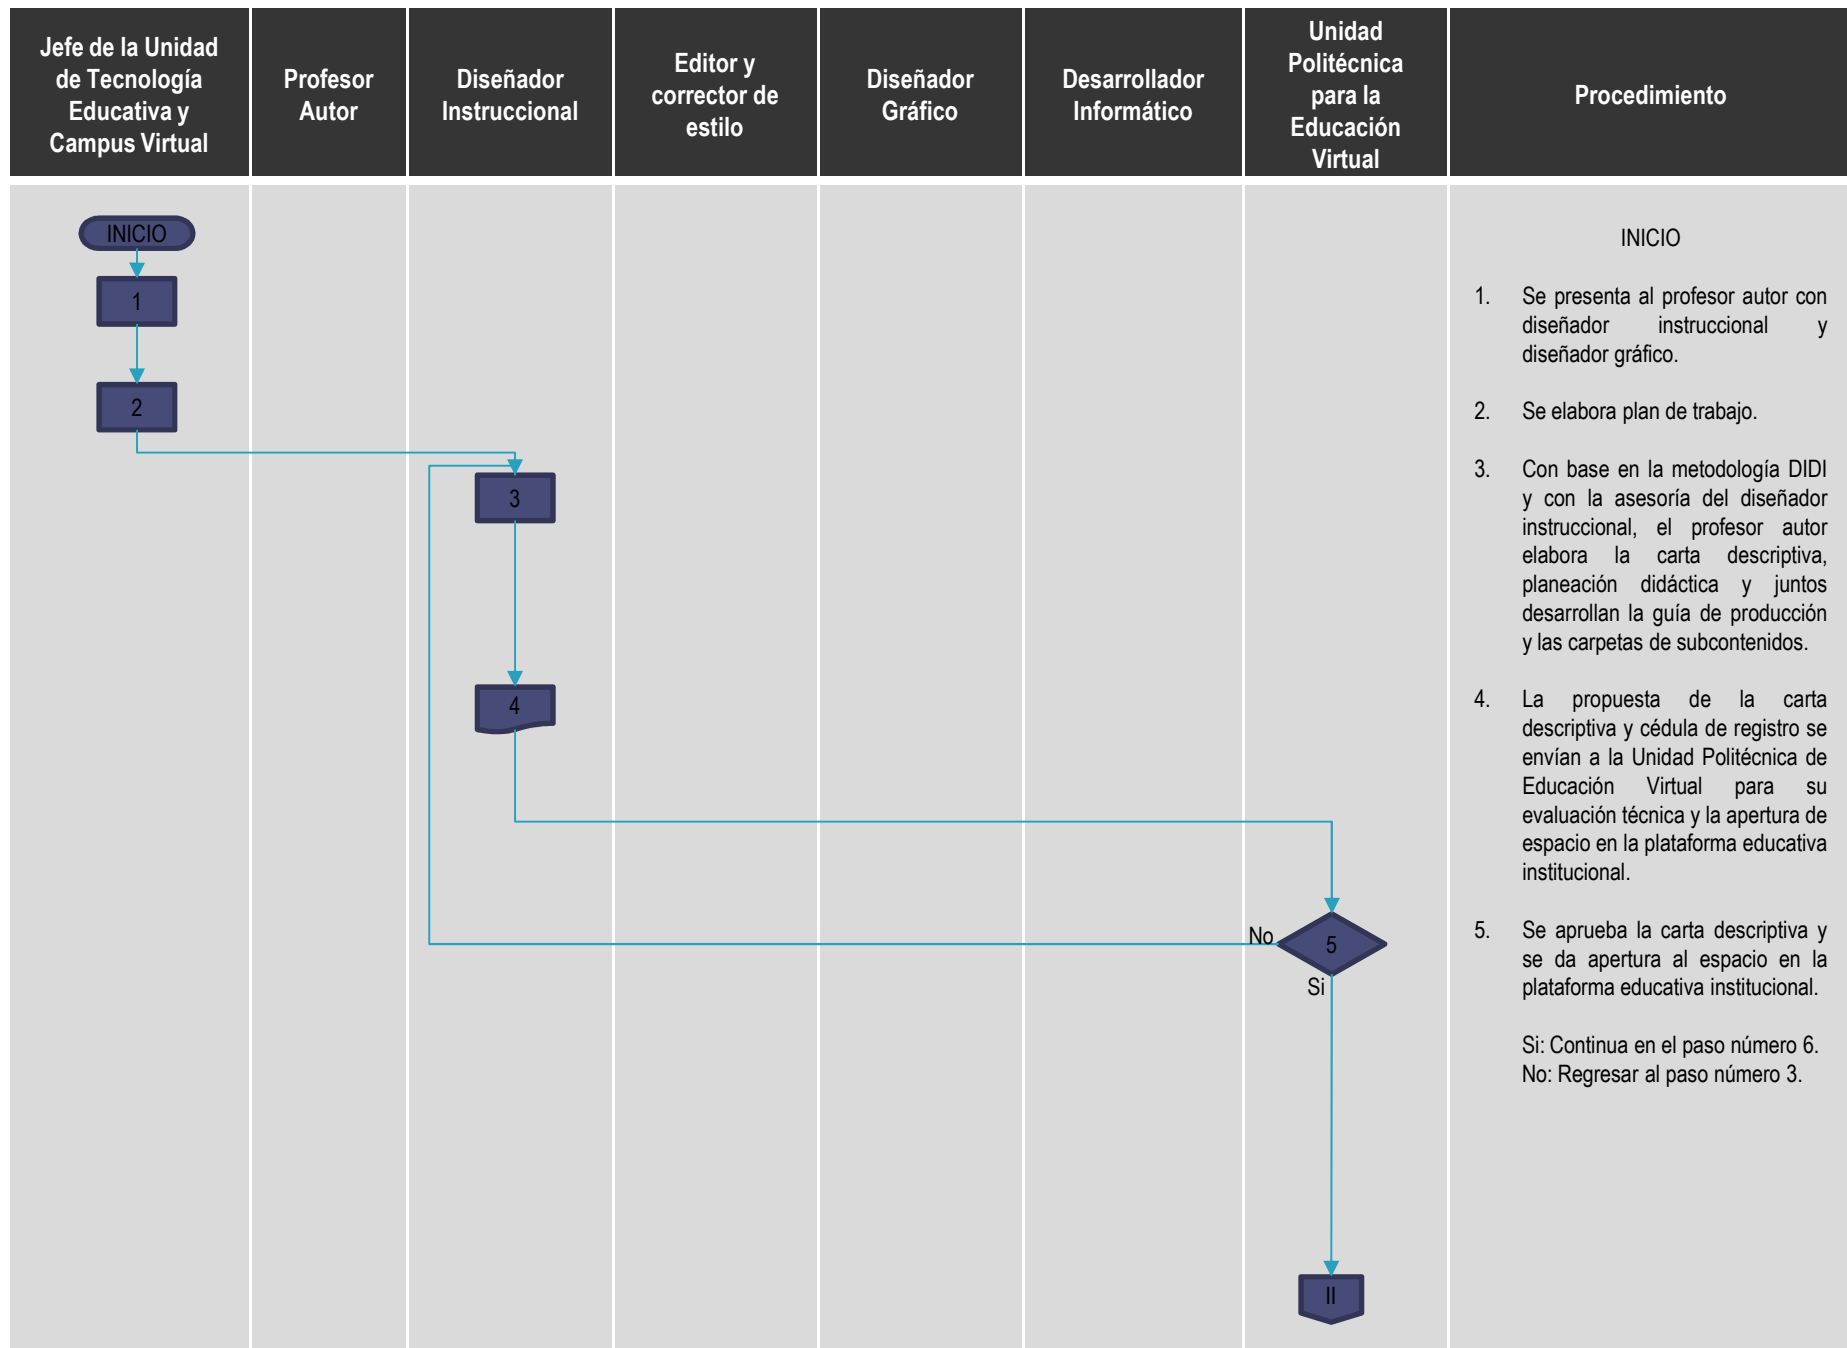 Jefe de la Unidad
de Tecnología
Educativa y
Campus Virtual
Profesor
Autor
Diseñador
Instruccional
Editor y
corrector de
estilo
Diseñador
Gráfico
Desarrollador
Informático
Unidad
Politécnica
para la
Educación
Virtual
Procedimiento
INICIO
1
2
3
4
No
5
Si
II
INICIO
1. Se presenta al profesor autor con
diseñador instruccional y
diseñador gráfico.
2. Se elabora plan de trabajo.
3. Con base en la metodología DIDI
y con la asesoría del diseñador
instruccional, el profesor autor
elabora la carta descriptiva,
planeación didáctica y juntos
desarrollan la guía de producción
y las carpetas de subcontenidos.
4. La propuesta de la carta
descriptiva y cédula de registro se
envían a la Unidad Politécnica de
Educación Virtual para su
evaluación técnica y la apertura de
espacio en la plataforma educativa
institucional.
5. Se aprueba la carta descriptiva y
se da apertura al espacio en la
plataforma educativa institucional.
Si: Continua en el paso número 6.
No: Regresar al paso número 3.